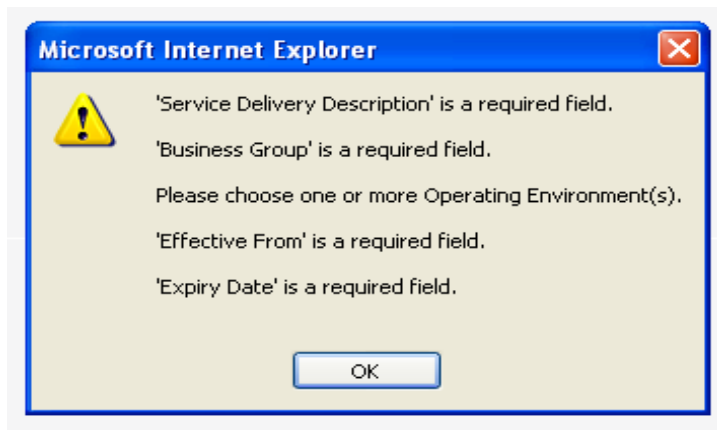 Microsoft Internet Explorer
'Service Delivery Description' is a required field.
'Business Group' is a required field.
Please choose one or more Operating Environment(s).
'Effective From' is a required field.
'Expiry Date' is a required field.
OK